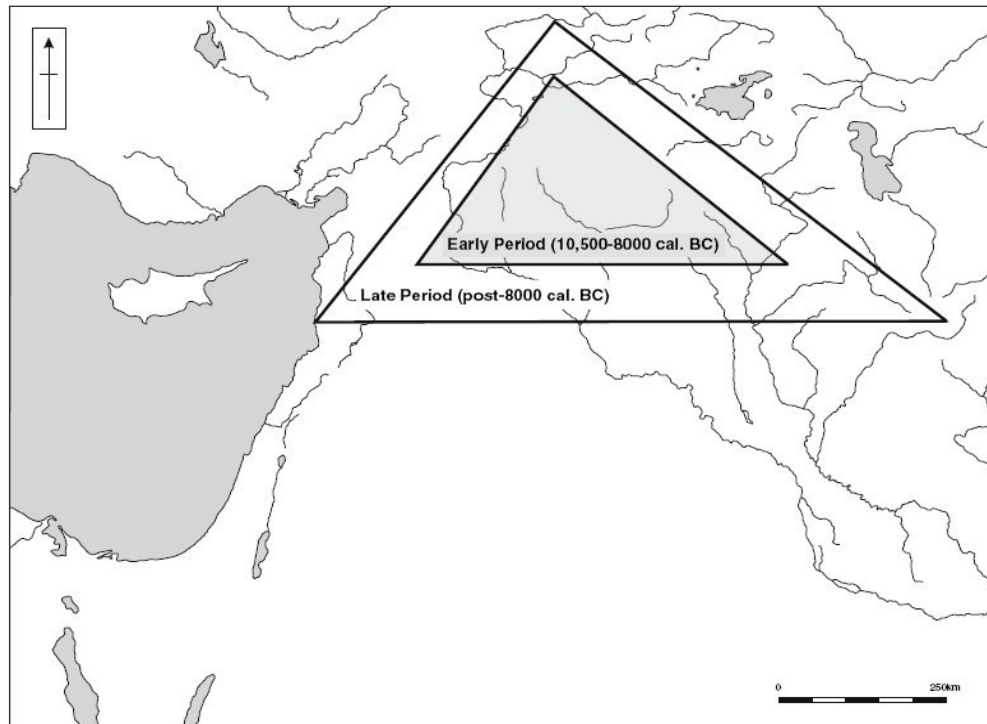 Early Period (10,500-8000 cal. BC)
Late Period (post-8000 cal. BC)
0 250km